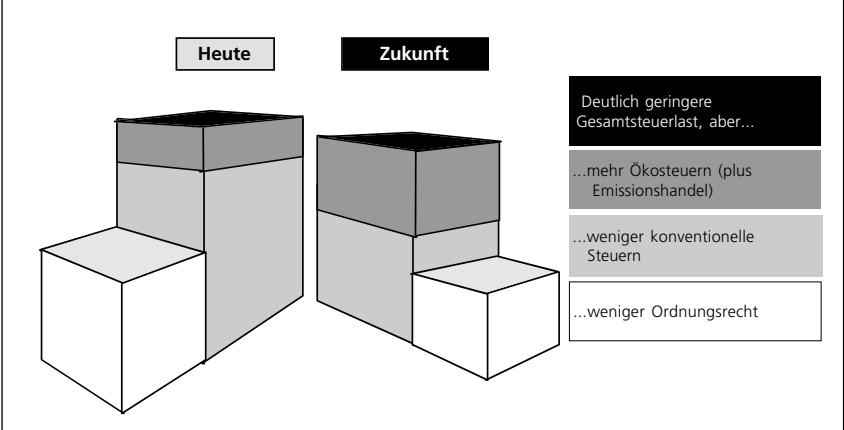 Heute
Zukunft
Deutlich geringere
Gesamtsteuerlast, aber...
...mehr Ökosteuern (plus
Emissionshandel)
...weniger konventionelle
Steuern
...weniger Ordnungsrecht